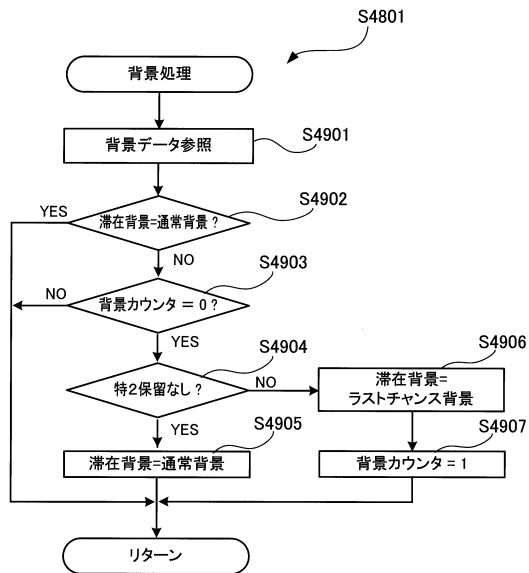 S4801
背景処理
背景データ参照
S4901
滞在背景=通常背景?
S4902
YES
NO
背景カウンタ = 0?
S4903
NO
YES
特2保留なし?
S4904
NO
YES
滞在背景=
ラストチャンス背景
S4906
滞在背景=通常背景
S4905
背景カウンタ = 1
S4907
リターン